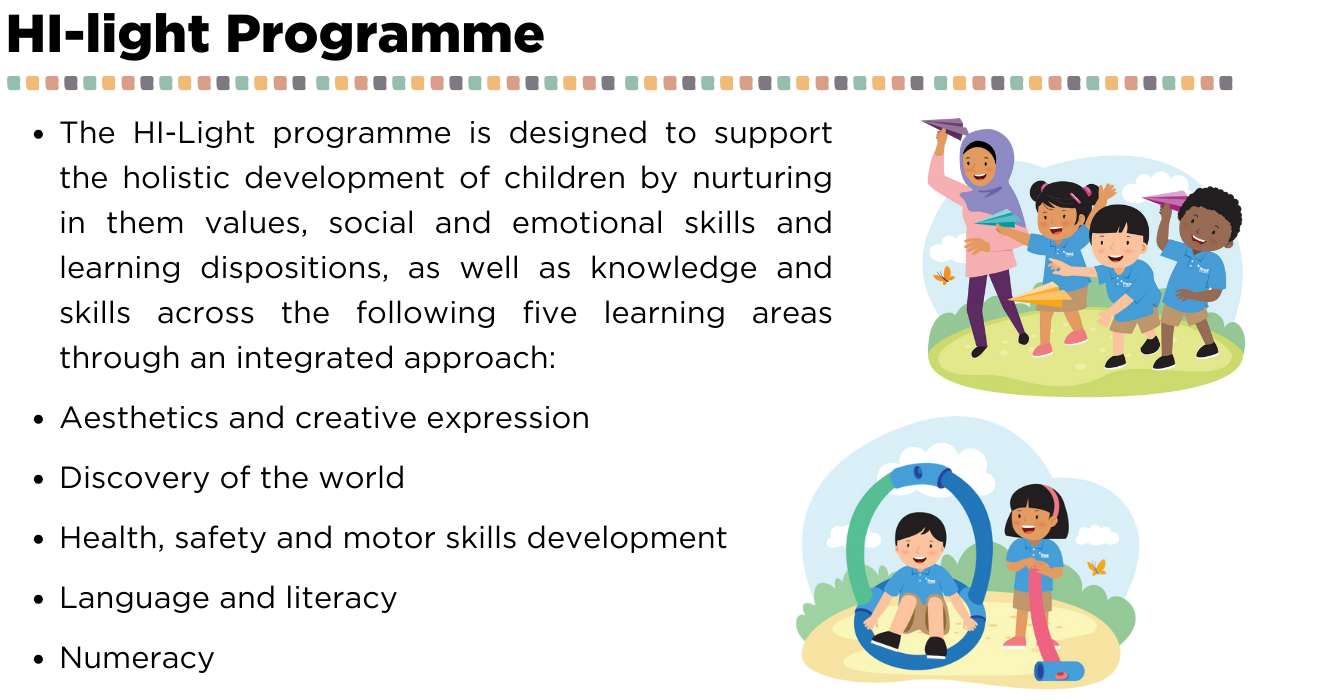 HI-light Programme
• The HI-Light programme is designed to support
the holistic development of children by nurturing
in them values, social and emotional skills and
learning dispositions, as well as knowledge and
skills across the following five learning areas
through an integrated approach:
• Aesthetics and creative expression
• Discovery of the world
• Health, safety and motor skills development
• Language and literacy
• Numeracy